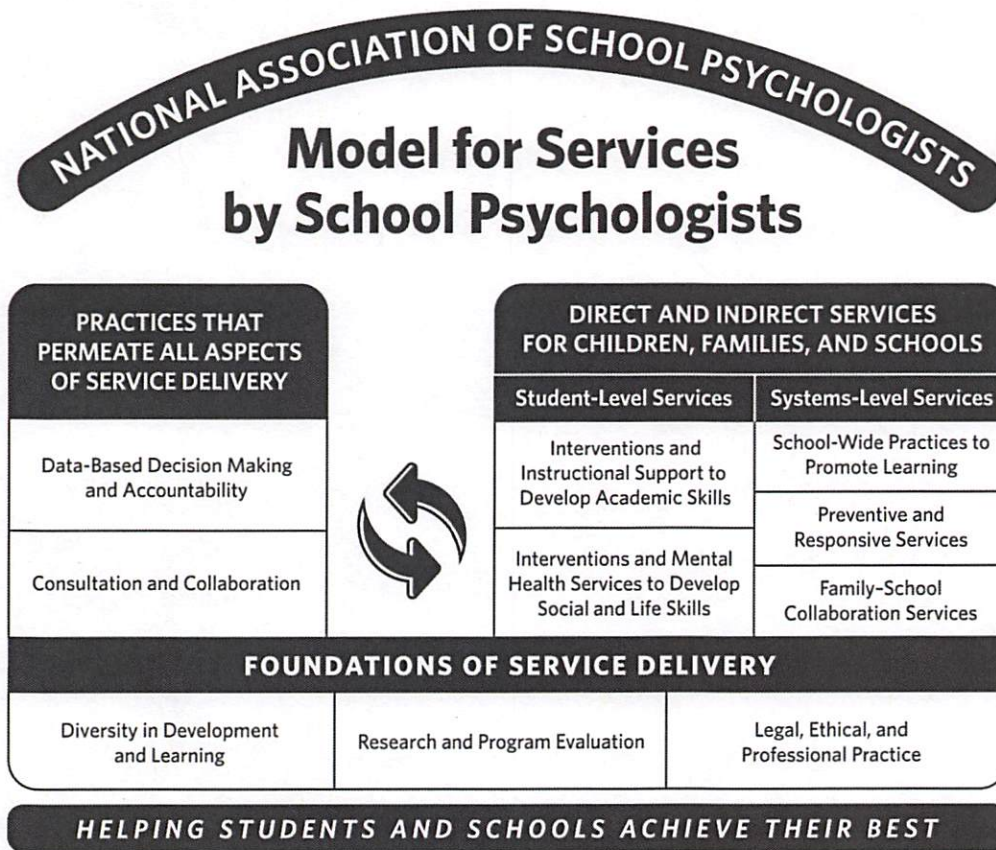 NATIONAL ASSOCIATION OF SCHOOL PSYCHOLOGISTS
Model for Services
by School Psychologists
PRACTICES THAT
PERMEATE ALL ASPECTS
OF SERVICE DELIVERY
Data-Based Decision Making
and Accountability
Consultation and Collaboration
DIRECT AND INDIRECT SERVICES
FOR CHILDREN, FAMILIES, AND SCHOOLS
Student-Level Services
Interventions and
Instructional Support to
Develop Academic Skills
Interventions and Mental
Health Services to Develop
Social and Life Skills
Systems-Level Services
School-Wide Practices to
Promote Learning
Preventive and
Responsive Services
Family–School
Collaboration Services
FOUNDATIONS OF SERVICE DELIVERY
Diversity in Development
and Learning
Research and Program Evaluation
Legal, Ethical, and
Professional Practice
HELPING STUDENTS AND SCHOOLS ACHIEVE THEIR BEST